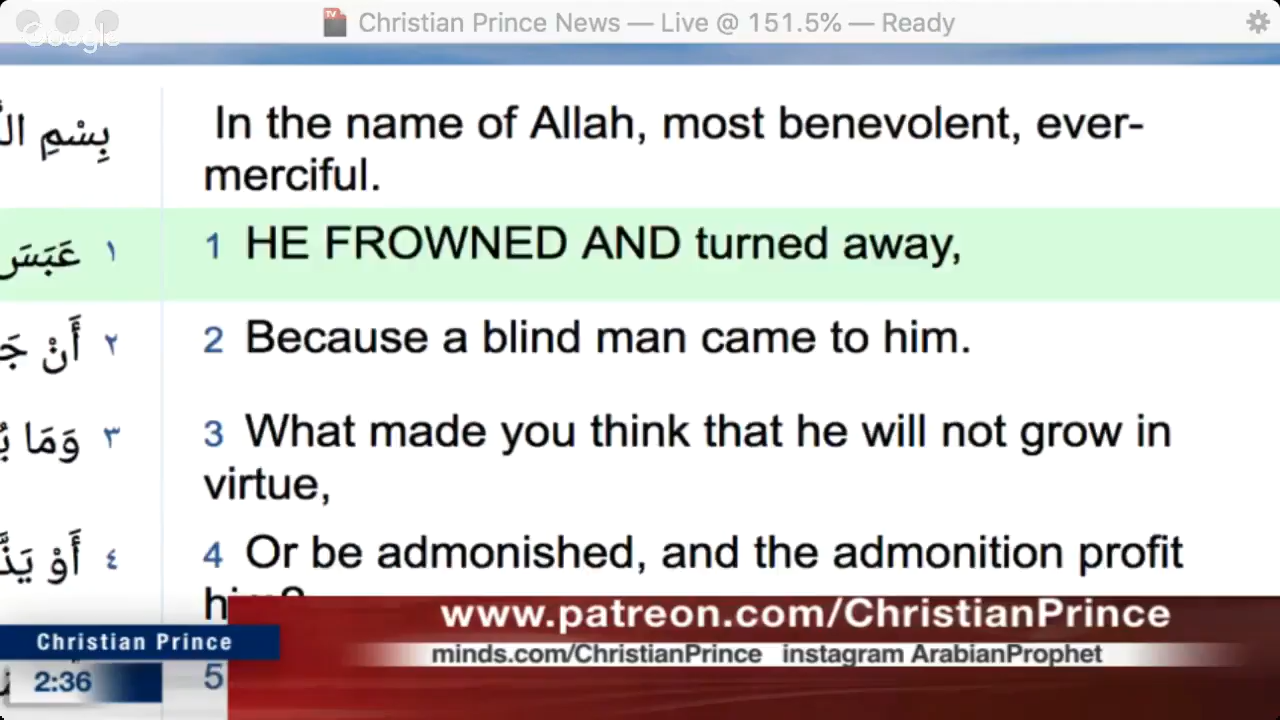 Christian Prince News — Live @ 151.5% — Ready
Google
بِسْمِ
In the name of Allah, most benevolent, ever-
merciful.
١ عَبَسَ
1 HE FROWNED AND turned away,
٢ أَنْ
2 Because a blind man came to him.
٣ وَمَا
3 What made you think that he will not grow in
virtue,
٤ أَوْ
4 Or be admonished, and the admonition profit
him?
www.patreon.com/ChristianPrince
Christian Prince
minds.com/ChristianPrince instagram ArabianProphet
2:36
5